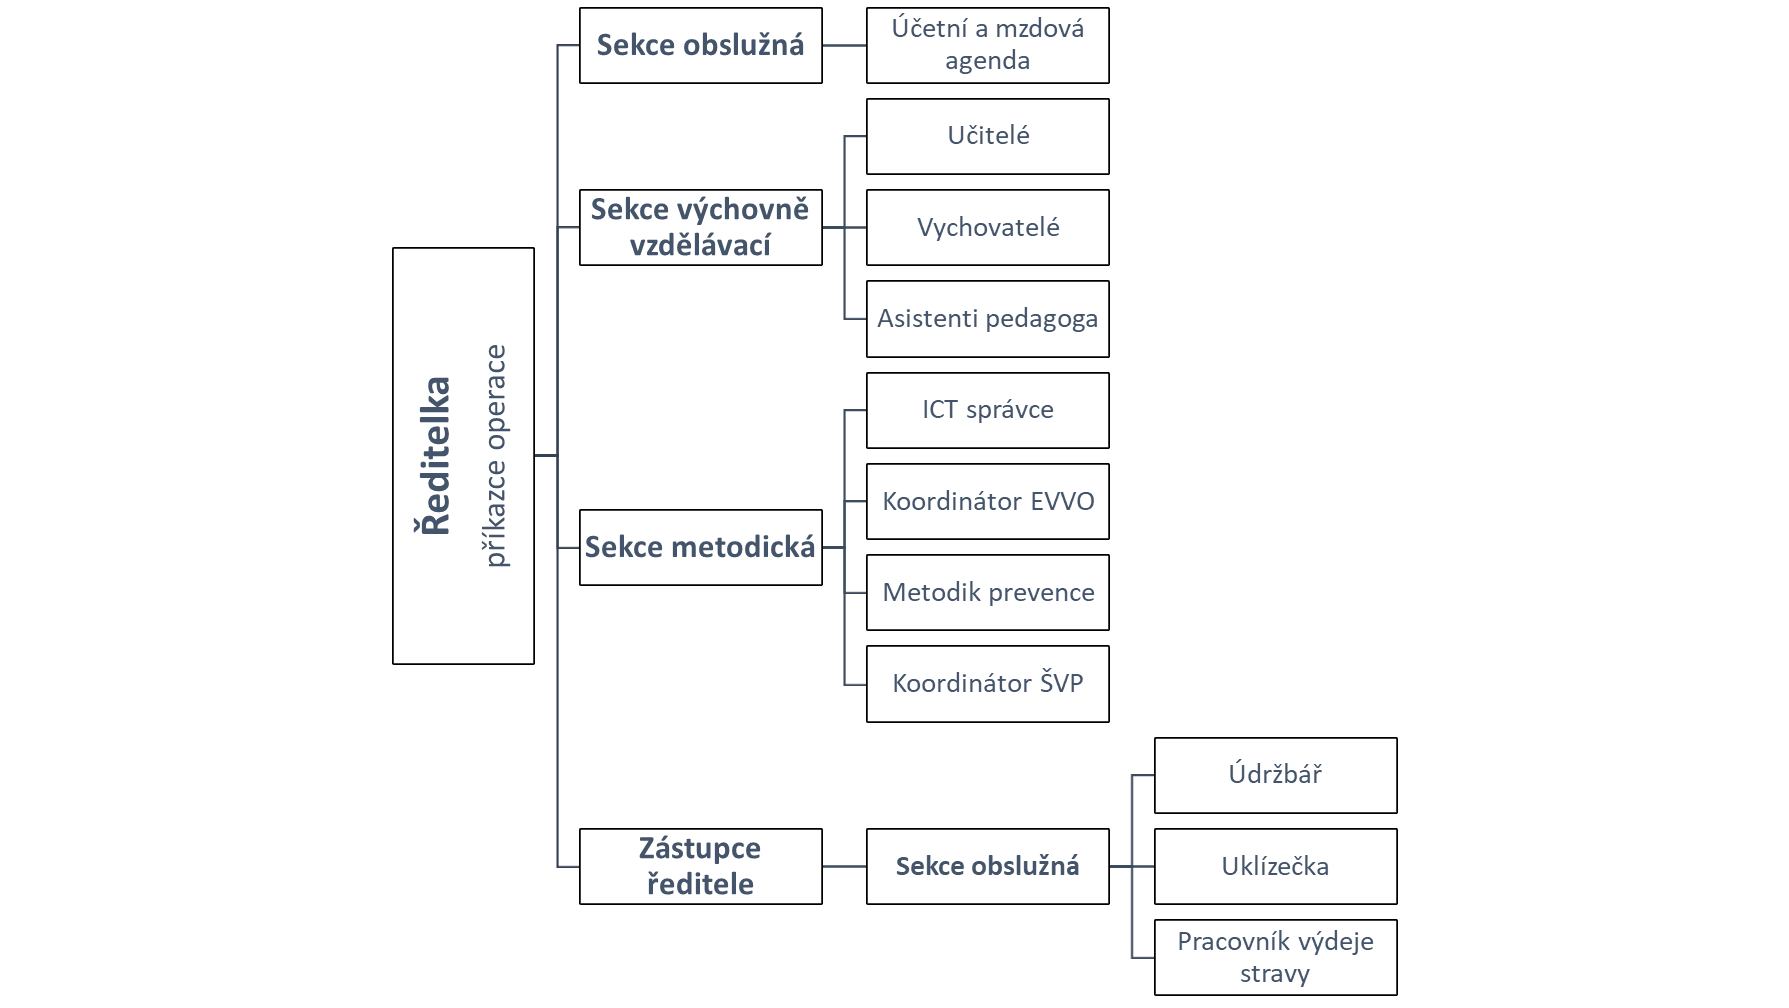 Ředitelka
příkazce operace
Sekce obslužná
Účetní a mzdová
agenda
Sekce výchovně
vzdělávací
Učitelé
Vychovatelé
Asistenti pedagoga
Sekce metodická
ICT správce
Koordinátor EVVO
Metodik prevence
Koordinátor ŠVP
Zástupce
ředitele
Sekce obslužná
Údržbář
Uklízečka
Pracovník výdeje
stravy